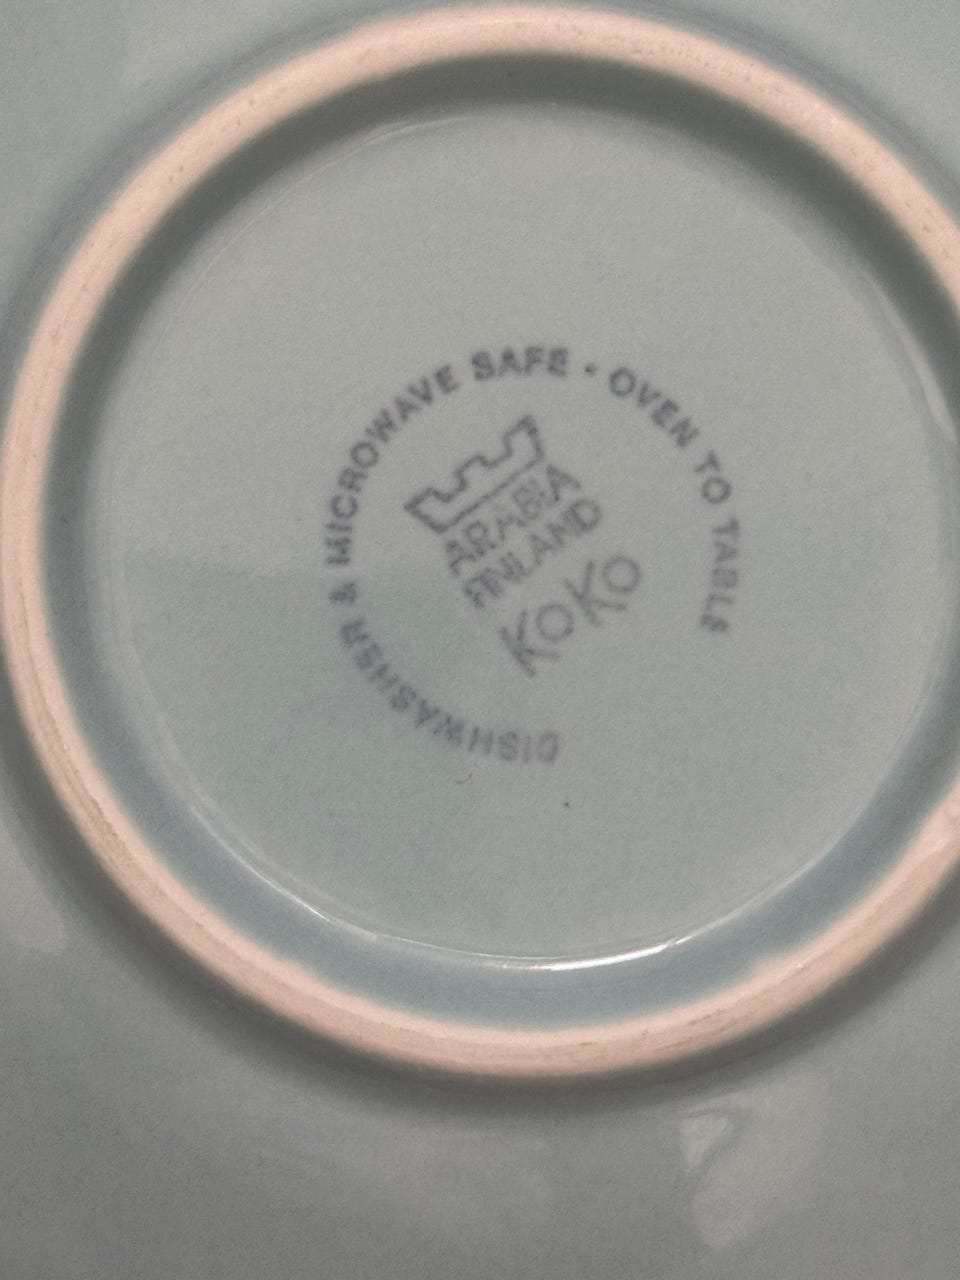 DISHWASHER & MICROWAVE SAFE • OVEN TO TABLE
ARABIA
FINLAND
KOKO